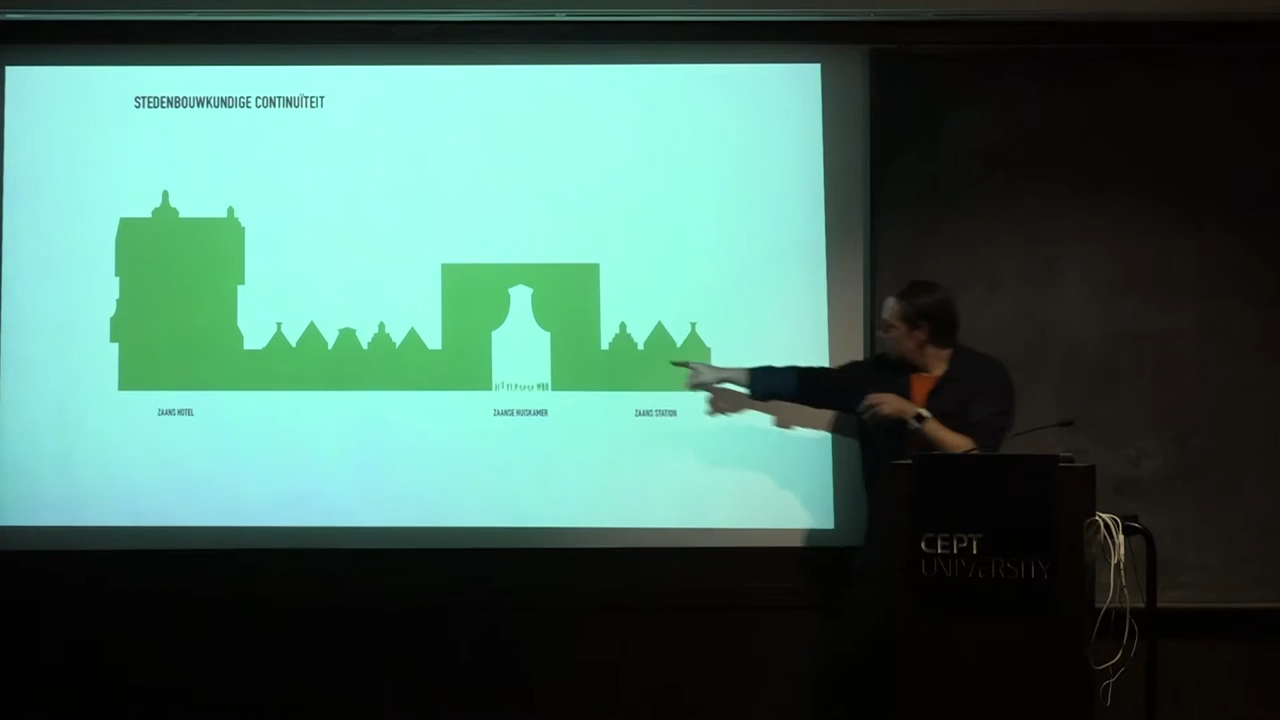 STEDENBOUWKUNDIGE CONTINUÏTEIT
ZAANS HOTEL
ZAANSE HUISKAMER
ZAANS STATION
CEPT
UNIVERSITY